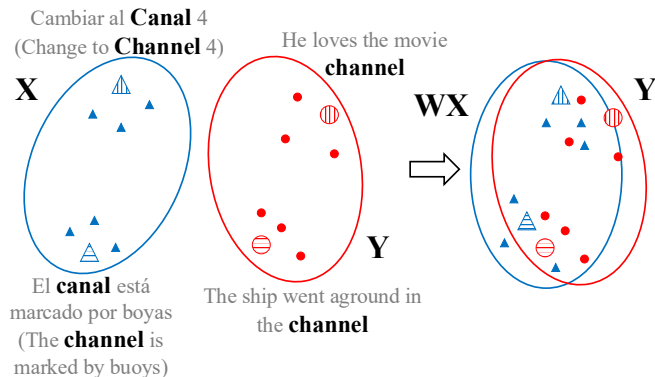 Cambiar al Canal 4
(Change to Channel 4)
X
He loves the movie
channel
Y
El canal está
marcado por boyas
(The channel is
marked by buoys)
The ship went aground in
the channel
WX
Y